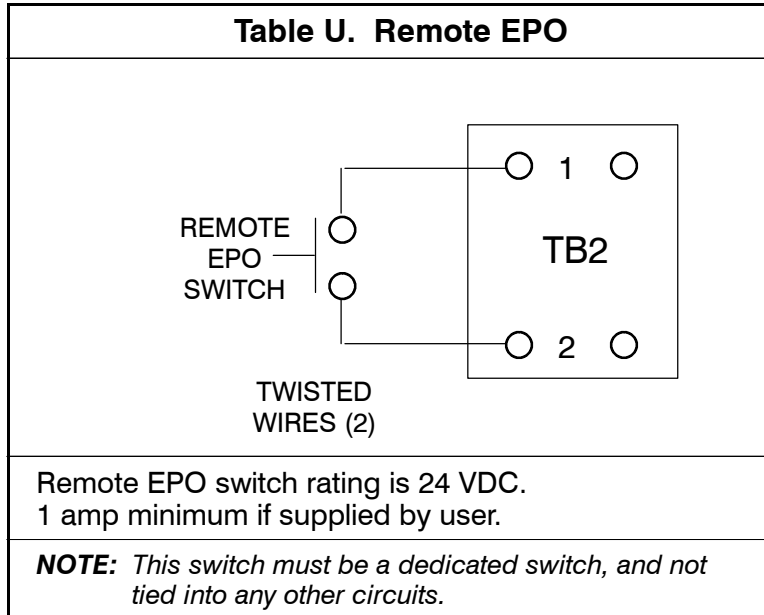 Table U. Remote EPO
1
REMOTE
EPO
SWITCH
TB2
2
TWISTED
WIRES (2)
Remote EPO switch rating is 24 VDC.
1 amp minimum if supplied by user.
NOTE: This switch must be a dedicated switch, and not
tied into any other circuits.